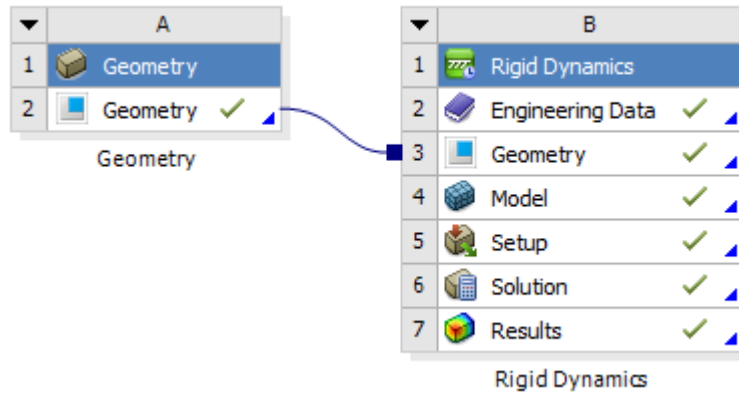 A
1 Geometry
2 Geometry
Geometry
B
1 Rigid Dynamics
2 Engineering Data
3 Geometry
4 Model
5 Setup
6 Solution
7 Results
Rigid Dynamics